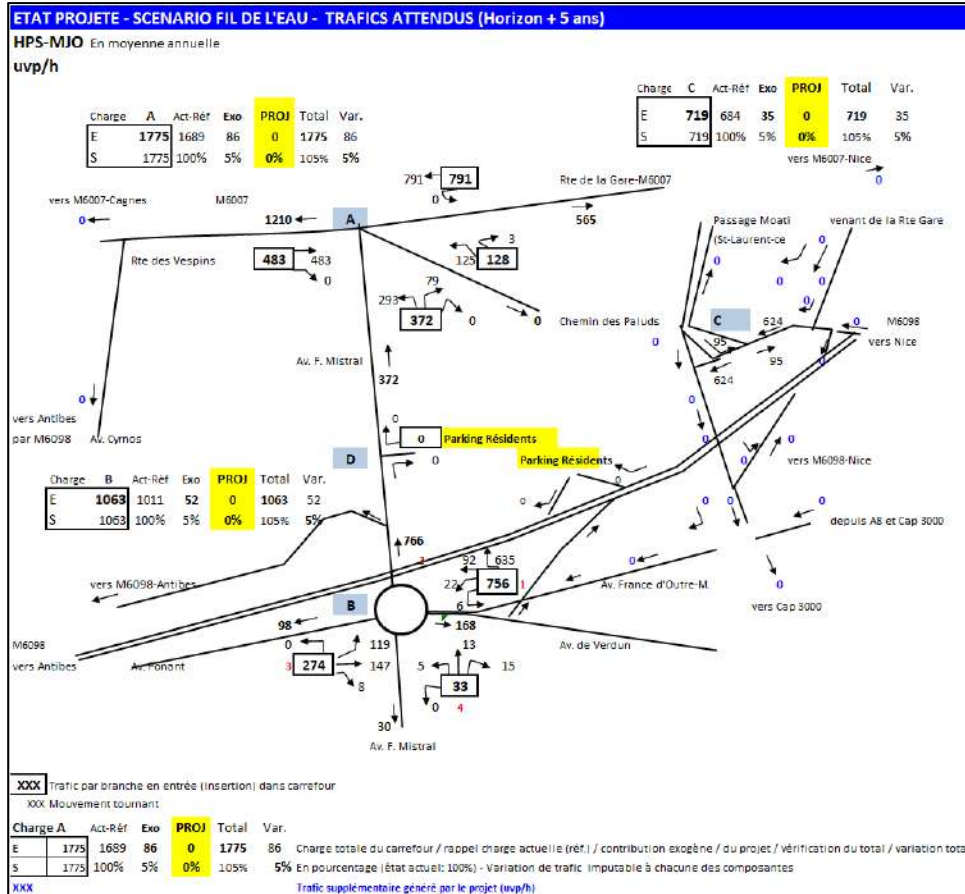 ETAT PROJETE - SCENARIO FIL DE L'EAU - TRAFICS ATTENDUS (Horizon + 5 ans)
HPS-MJO En moyenne annuelle
uvp/h
Charge A Act-Réf Exo PROJ Total Var.
E 1775 1689 86 0 1775 86
S 1775 100% 5% 0% 105% 5%
Charge C Act-Réf Exo PROJ Total Var.
E 719 684 35 0 719 35
S 719 100% 5% 0% 105% 5%
vers M6007-Nice
0
791 791
0
Rte de la Gare-M6007
vers M6007-Cagnes M6007
0 1210 A 565
Passage Moati venant de la Rte Gare
(St-Laurent-ce 0
Rte des Vespins 483 483
0
3
125 128
0 0
79 0 0
293 0
372 0 0
Chemin des Paluds C 624 0 M6098
0 95 vers Nice
Av. F. Mistral 95 0
372 624
0 vers Antibes
par M6098 Av. Cyrnos
0
0 Parking Résidents
D 0 Parking Résidents
0 0 0
vers M6098-Nice
Charge B Act-Réf Exo PROJ Total Var.
E 1063 1011 52 0 1063 52
S 1063 100% 5% 0% 105% 5%
0 0
0 0 0
depuis A8 et Cap 3000
766
92 635
0
vers M6098-Antibes 22 756 1
6
Av. France d'Outre-M.
0
vers Cap 3000
B
98 168
M6098 0 119 13 Av. de Verdun
vers Antibes Av. Ponant 3 274 147 5 15
8 33
0 4
30
Av. F. Mistral
XXX Trafic par branche en entrée (insertion) dans carrefour
XXX Mouvement tournant
Charge A Act-Réf Exo PROJ Total Var.
E 1775 1689 86 0 1775 86 Charge totale du carrefour / rappel charge actuelle (réf.) / contribution exogène / du projet / vérification du total / variation tota
S 1775 100% 5% 0% 105% 5% En pourcentage (état actuel: 100%) - Variation de trafic imputable à chacune des composantes
XXX Trafic supplémentaire généré par le projet (uvp/h)